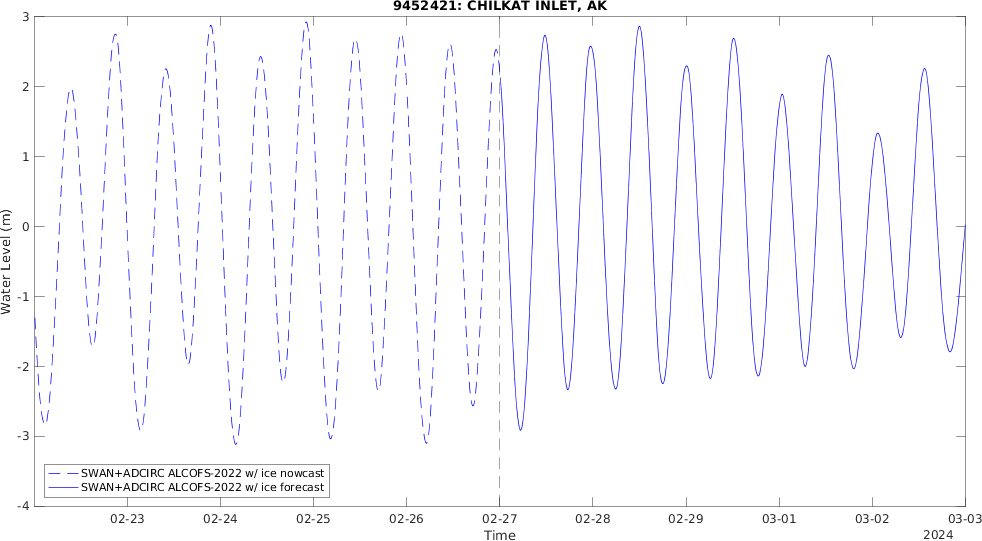 9452421: CHILKAT INLET, AK
Water Level (m)
3
2
1
0
-1
-2
-3
-4
SWAN+ADCIRC ALCOFS-2022 w/ ice nowcast
SWAN+ADCIRC ALCOFS-2022 w/ ice forecast
02-23 02-24 02-25 02-26 02-27 02-28 02-29 03-01 03-02 03-03
Time
2024